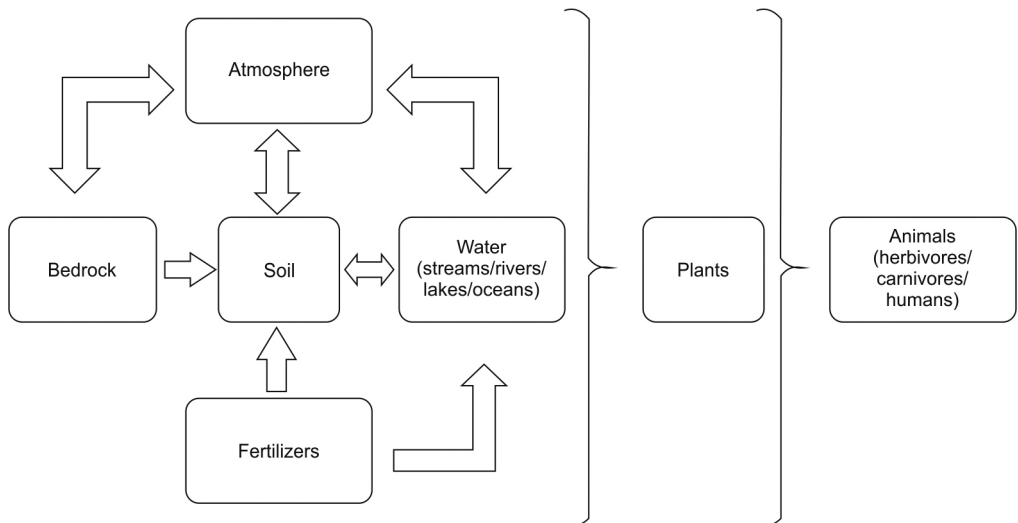 Atmosphere
Bedrock
Soil
Water
(streams/rivers/
lakes/oceans)
Plants
Animals
(herbivores/
carnivores/
humans)
Fertilizers